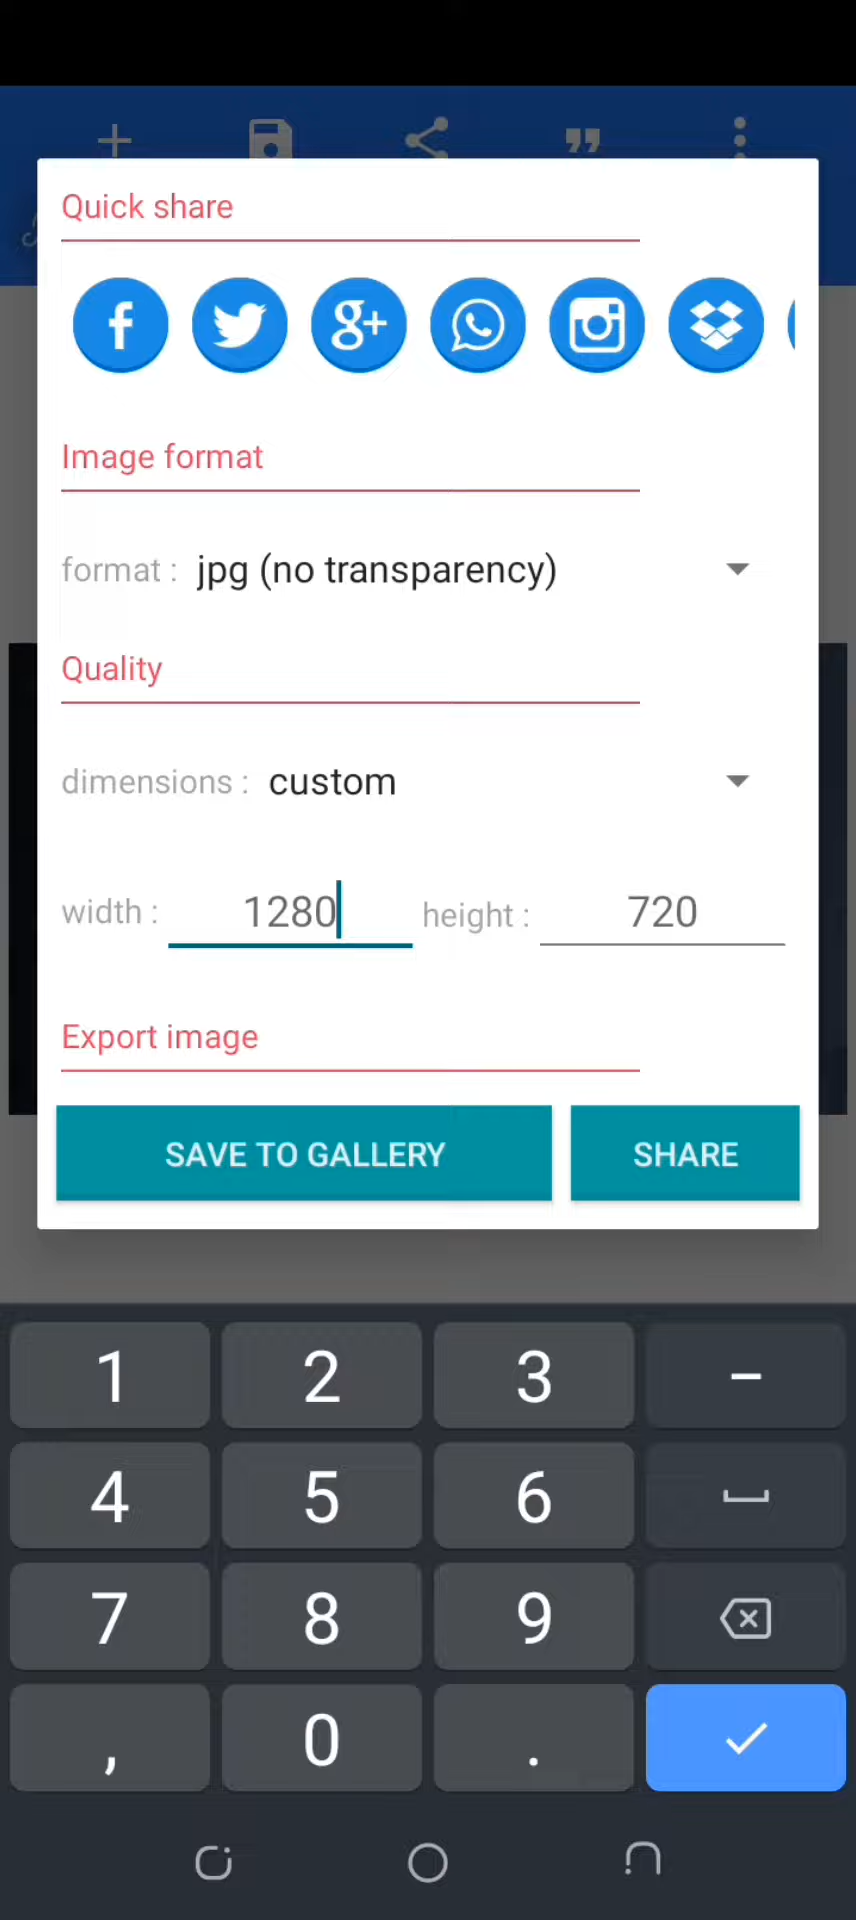 Quick share
Image format
format : jpg (no transparency)
Quality
dimensions : custom
width : 1280 height : 720
Export image
SAVE TO GALLERY SHARE
1 2 3 –
4 5 6
7 8 9
, 0 .